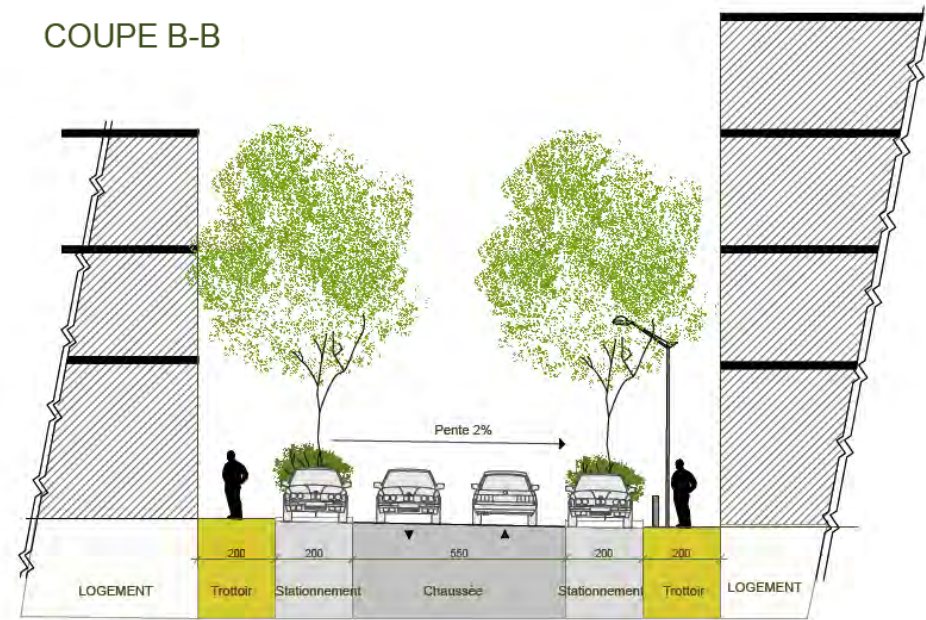 COUPE B-B
Pente 2%
200 200 550 200 200
LOGEMENT Trottoir Stationnement Chaussée Stationnement Trottoir LOGEMENT